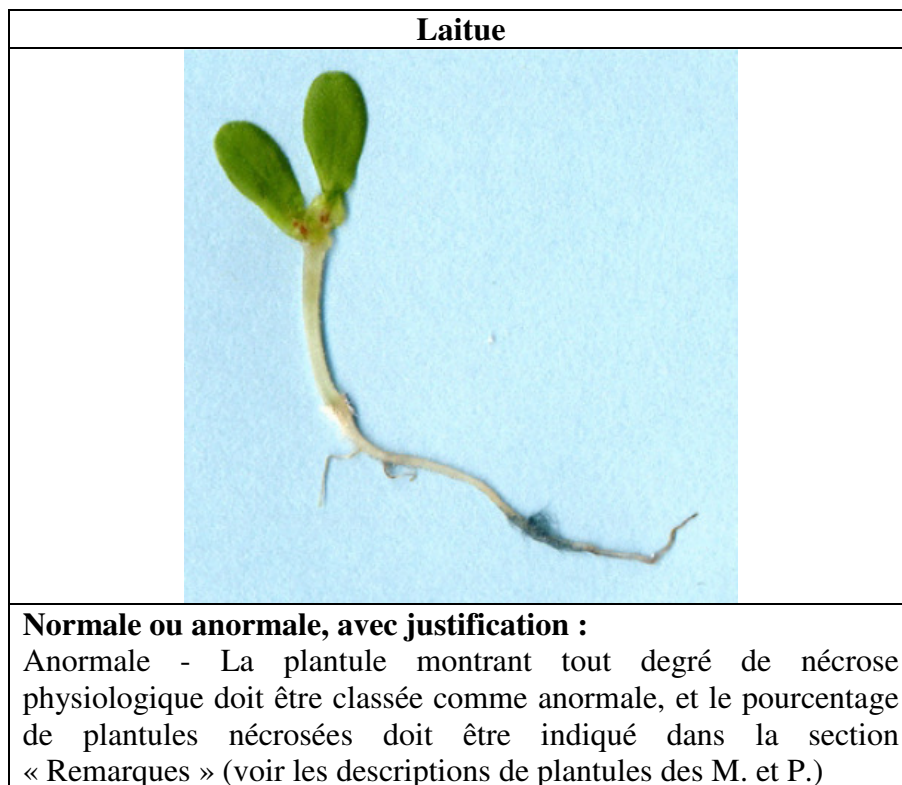 Laitue
Normale ou anormale, avec justification :
Anormale - La plantule montrant tout degré de nécrose
physiologique doit être classée comme anormale, et le pourcentage
de plantules nécrosées doit être indiqué dans la section
« Remarques » (voir les descriptions de plantules des M. et P.)